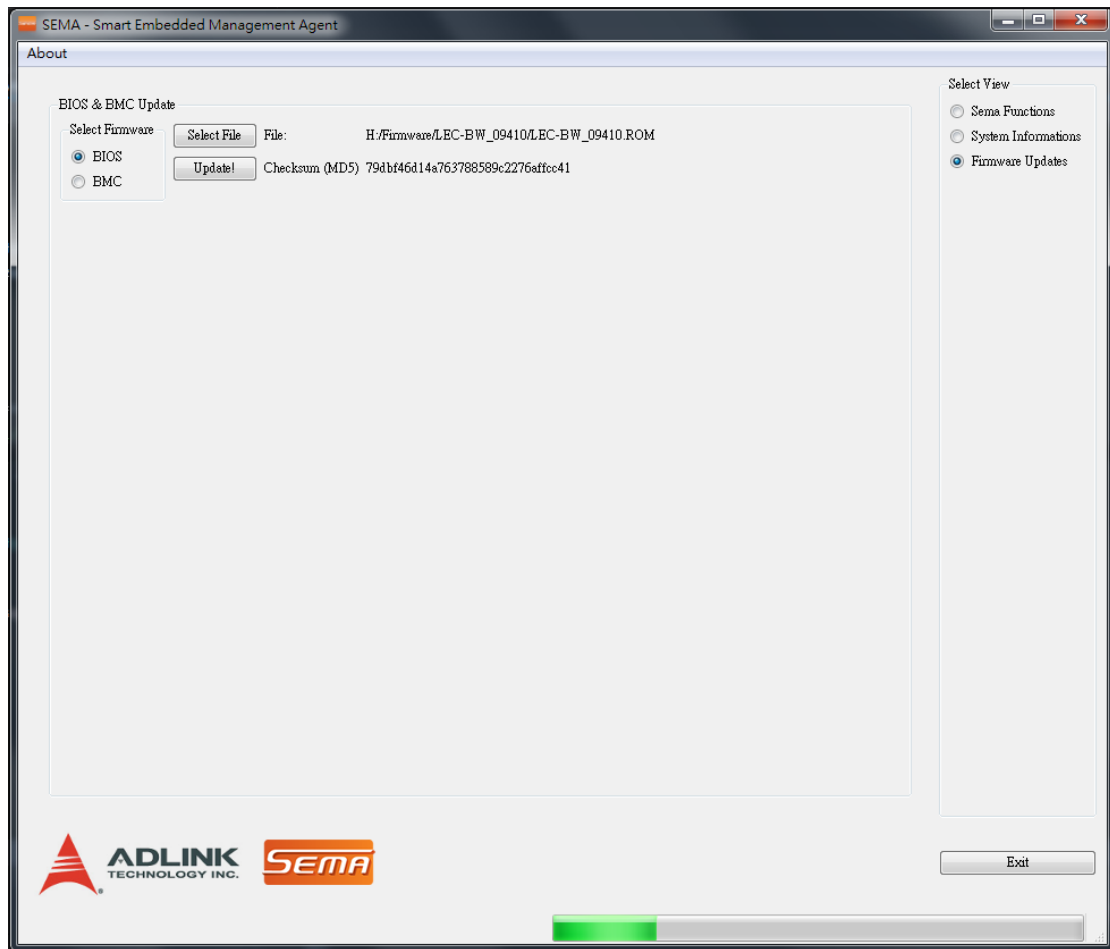 SEMA - Smart Embedded Management Agent
About
BIOS & BMC Update
Select Firmware
BIOS
BMC
Select File File: H:/Firmware/LEC-BW_09410/LEC-BW_09410.ROM
Update! Checksum (MD5) 79dbf46d14a763788589c2276affcc41
Select View
Sema Functions
System Informations
Firmware Updates
ADLINK
TECHNOLOGY INC.
SEMA
Exit